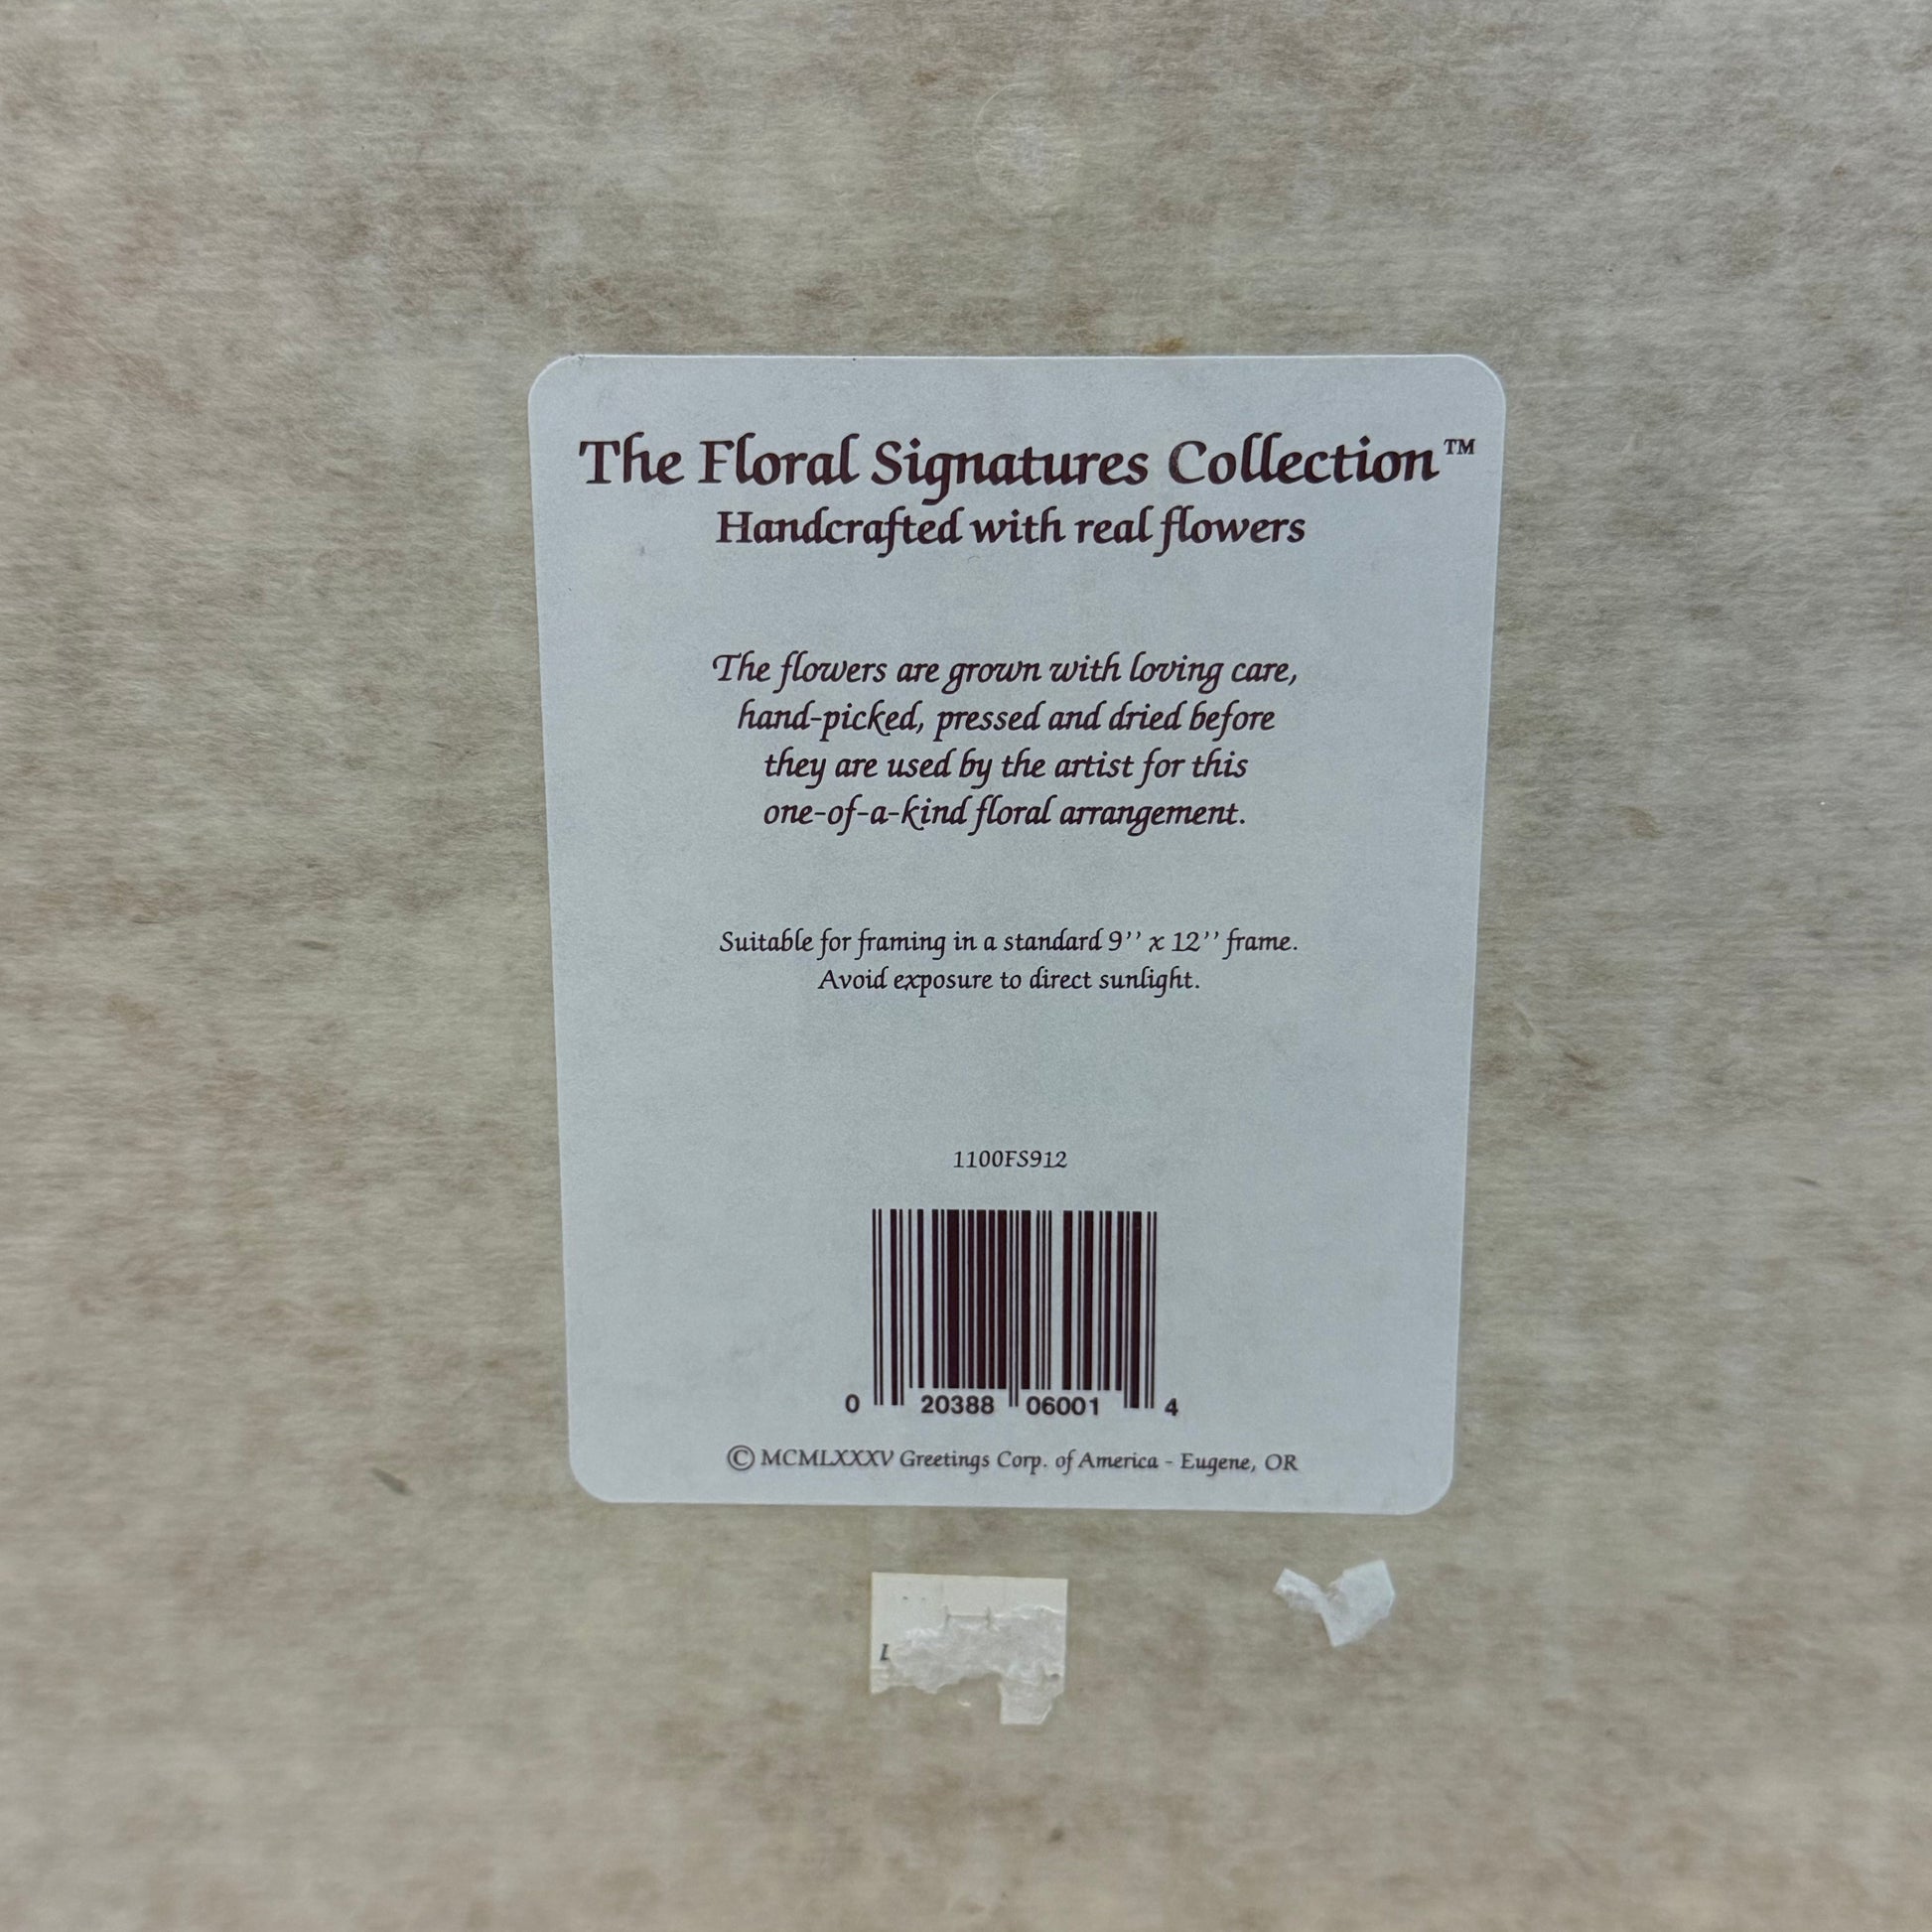 The Floral Signatures Collection™
Handcrafted with real flowers
The flowers are grown with loving care,
hand-picked, pressed and dried before
they are used by the artist for this
one-of-a-kind floral arrangement.
Suitable for framing in a standard 9’’ x 12’’ frame.
Avoid exposure to direct sunlight.
1100FS912
0 20388 06001 4
© MCMLXXXV Greetings Corp. of America - Eugene, OR